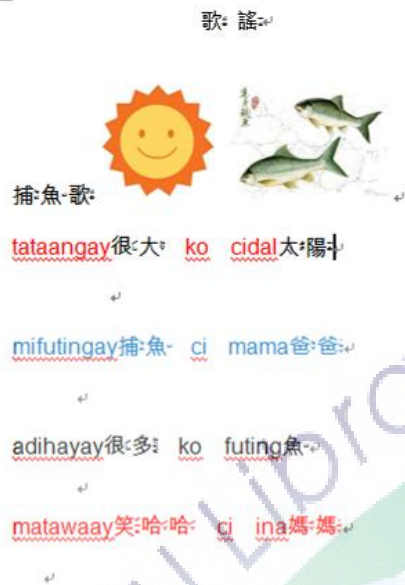 歌謠
捕魚歌
tataangay很大 ko cidal太陽
mifutingay捕魚 ci mama爸爸
adihayay很多 ko futing魚
matawaay笑哈哈 ci ina媽媽